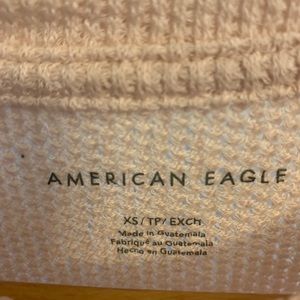 AMERICAN EAGLE
XS / TP/ EXCH
Made in Guatemala
Fabriqué au Guatemala
Hecho en Guatemala